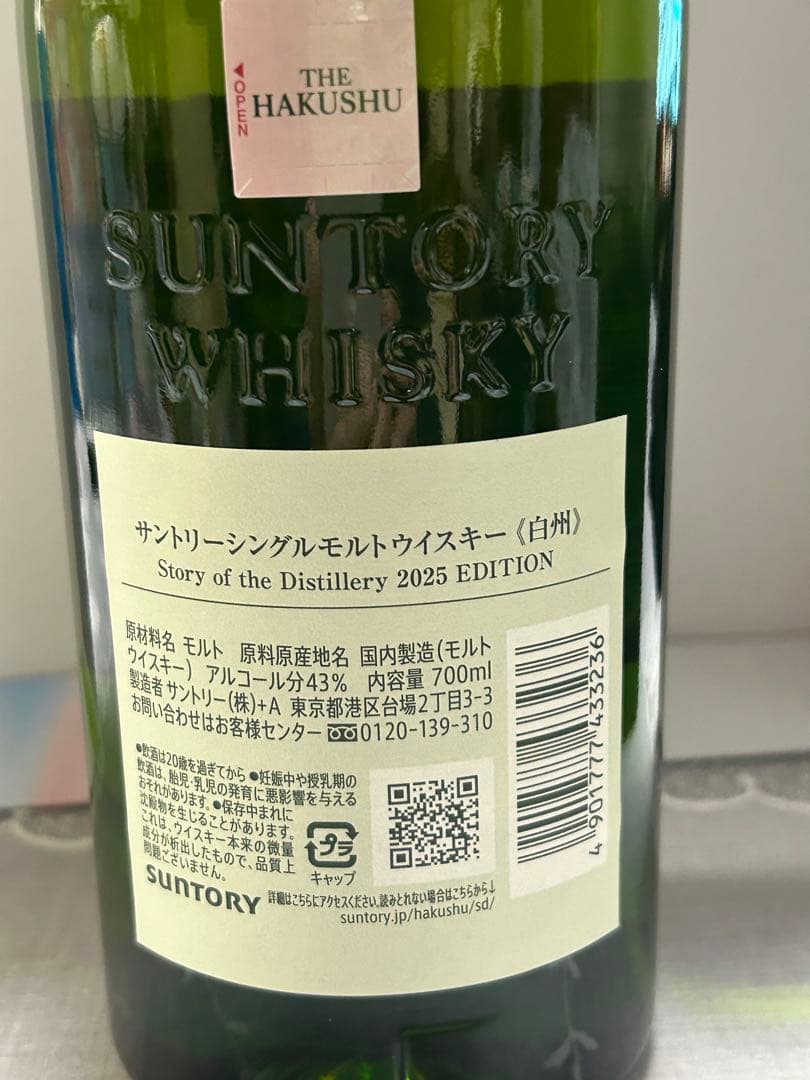 ◀OPEN
THE
HAKUSHU
SUNTORY
WHISKY
サントリーシングルモルトウイスキー《白州》
Story of the Distillery 2025 EDITION
原材料名 モルト 原料原産地名 国内製造(モルト
ウイスキー) アルコール分43% 内容量 700ml
製造者 サントリー(株)+A 東京都港区台場2丁目3-3
お問い合わせはお客様センター 0120-139-310
●飲酒は20歳を過ぎてから ●妊娠中や授乳期の
飲酒は、胎児・乳児の発育に悪影響を与える
おそれがあります。●保存中まれに
沈殿物を生じることがあります。
これは、ウイスキー本来の微量
成分が析出したもので、品質上
問題ございません。
プラ
キャップ
SUNTORY
詳細はこちらにアクセスください。読みとれない場合はこちらから↓
suntory.jp/hakushu/sd/
4 901777 433236